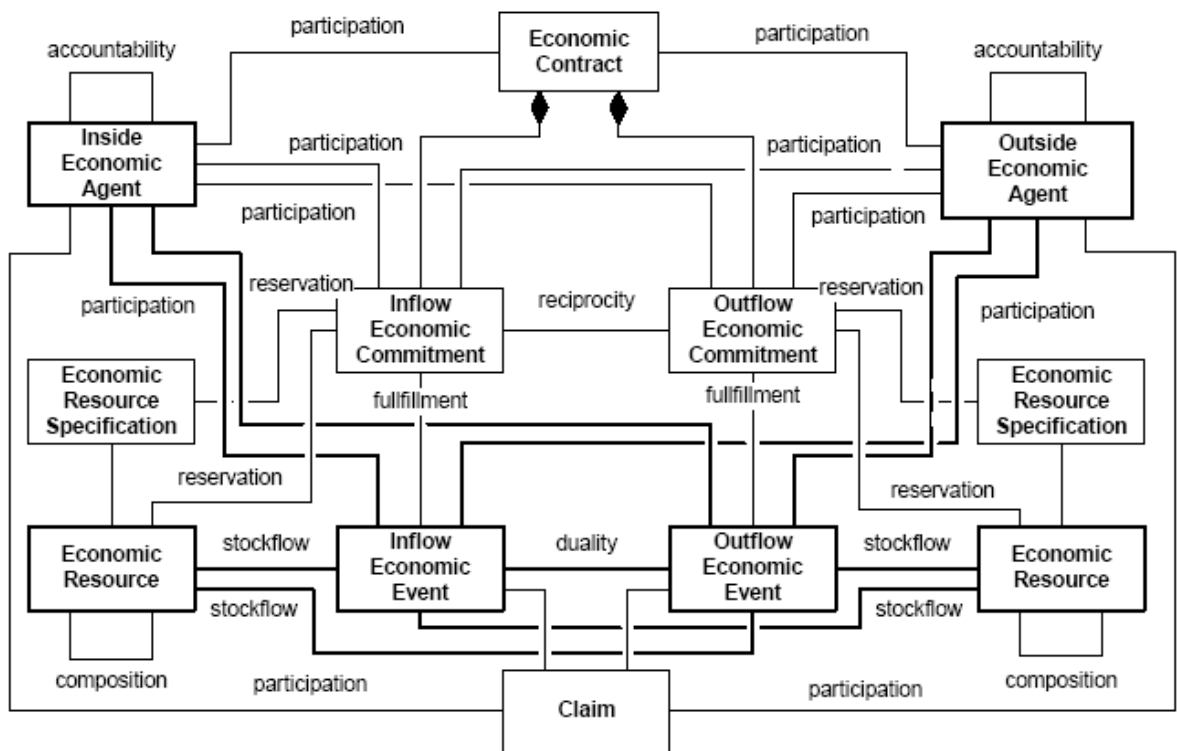 participation
Economic
Contract
participation
accountability
accountability
Inside
Economic
Agent
participation
participation
Outside
Economic
Agent
participation
participation
reservation
participation
Inflow
Economic
Commitment
reciprocity
Outflow
Economic
Commitment
reservation
participation
Economic
Resource
Specification
fullfillment
fullfillment
Economic
Resource
Specification
reservation
reservation
Economic
Resource
stockflow
Inflow
Economic
Event
duality
Outflow
Economic
Event
stockflow
Economic
Resource
stockflow
stockflow
composition
participation
Claim
participation
composition